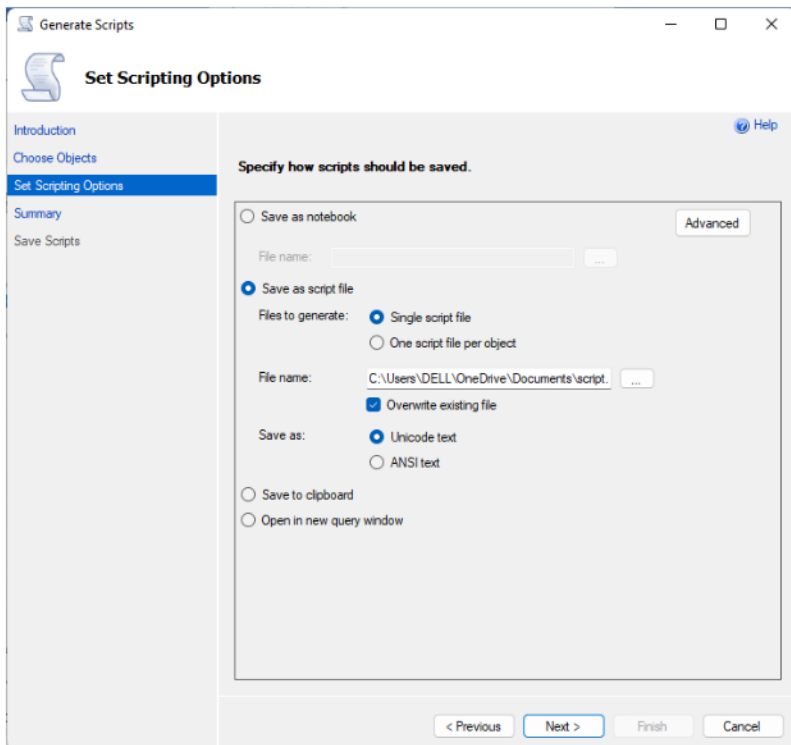 Generate Scripts
Set Scripting Options
Help
Introduction
Choose Objects
Set Scripting Options
Summary
Save Scripts
Specify how scripts should be saved.
Save as notebook
Advanced
File name:
...
Save as script file
Files to generate:
Single script file
One script file per object
File name:
C:\Users\DELL\OneDrive\Documents\script.
...
Overwrite existing file
Save as:
Unicode text
ANSI text
Save to clipboard
Open in new query window
< Previous
Next >
Finish
Cancel